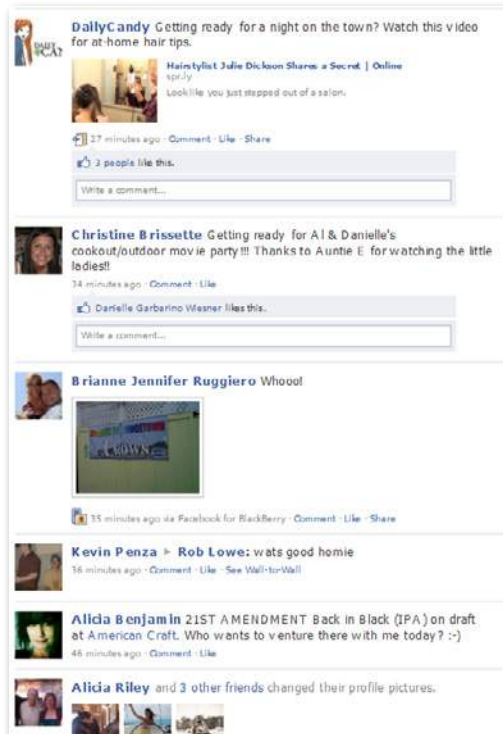 DailyCandy Getting ready for a night on the town? Watch this video
for at-home hair tips.
Hairstylist Julie Dickson Shares a Secret | Online
spr.ly
Look like you just stepped out of a salon.
27 minutes ago · Comment · Like · Share
3 people like this.
Write a comment...
Christine Brissette Getting ready for Al & Danielle's
cookout/outdoor movie party!!! Thanks to Auntie E for watching the little
ladies!!
34 minutes ago · Comment · Like
Danielle Garbarino Wiesner likes this.
Write a comment...
Brianne Jennifer Ruggiero Whooo!
CROWN
35 minutes ago via Facebook for BlackBerry · Comment · Like · Share
Kevin Penza ▸ Rob Lowe: wats good homie
36 minutes ago · Comment · Like · See Wall-to-Wall
Alicia Benjamin 21ST AMENDMENT Back in Black (IPA) on draft
at American Craft. Who wants to venture there with me today? :-)
46 minutes ago · Comment · Like
Alicia Riley and 3 other friends changed their profile pictures.